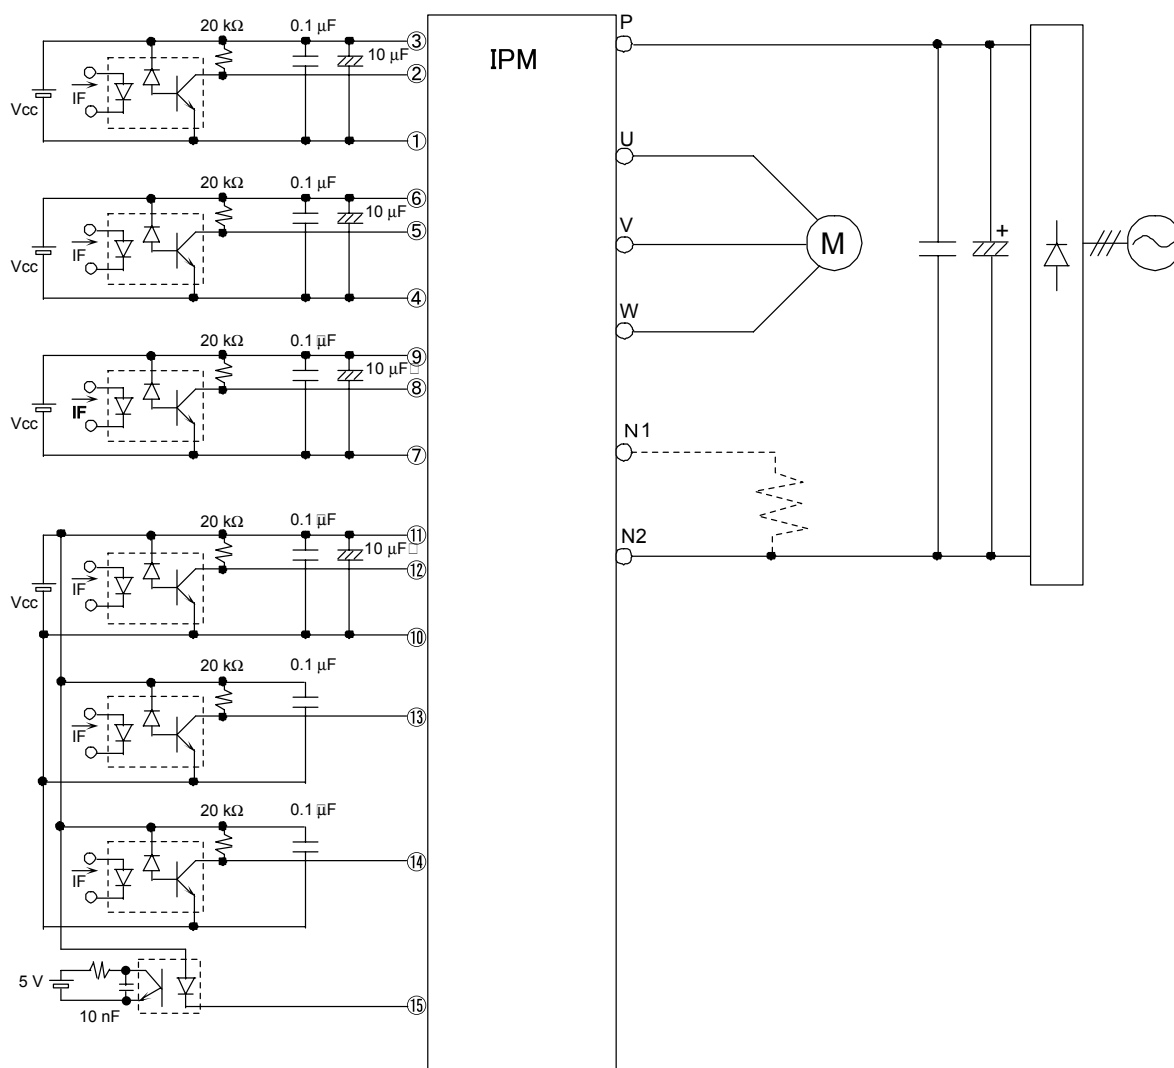 20 kΩ 0.1 μF
③
10 μF
②
Vcc
IF
①
20 kΩ 0.1 μF
⑥
10 μF
⑤
Vcc
IF
④
20 kΩ 0.1 μF
⑨
10 μF□
⑧
Vcc
IF
⑦
20 kΩ 0.1 μF
⑪
10 μF□
⑫
Vcc
IF
⑩
20 kΩ 0.1 μF
⑬
IF
20 kΩ 0.1 μF
⑭
IF
5 V
10 nF
⑮
IPM
P
U
V
W
N1
N2
M
+